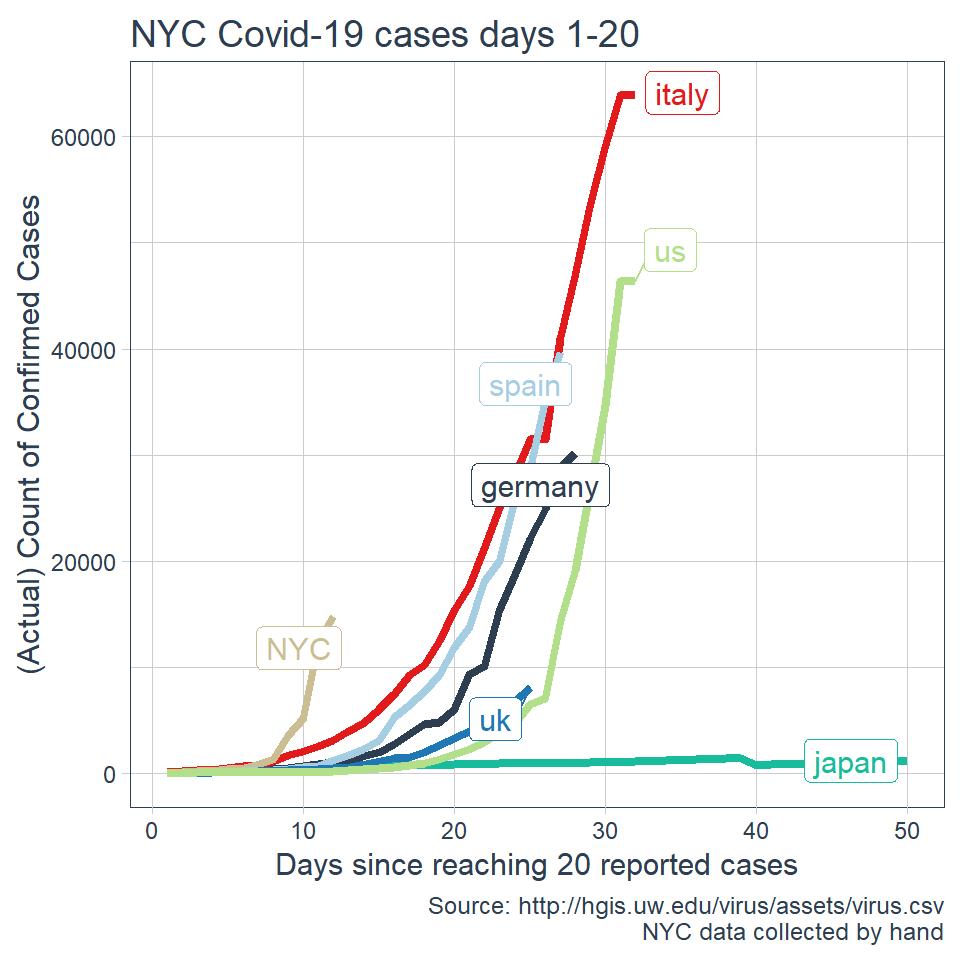 NYC Covid-19 cases days 1-20
(Actual) Count of Confirmed Cases
60000
40000
20000
0
italy
us
spain
germany
NYC
uk
japan
0 10 20 30 40 50
Days since reaching 20 reported cases
Source: http://hgis.uw.edu/virus/assets/virus.csv
NYC data collected by hand